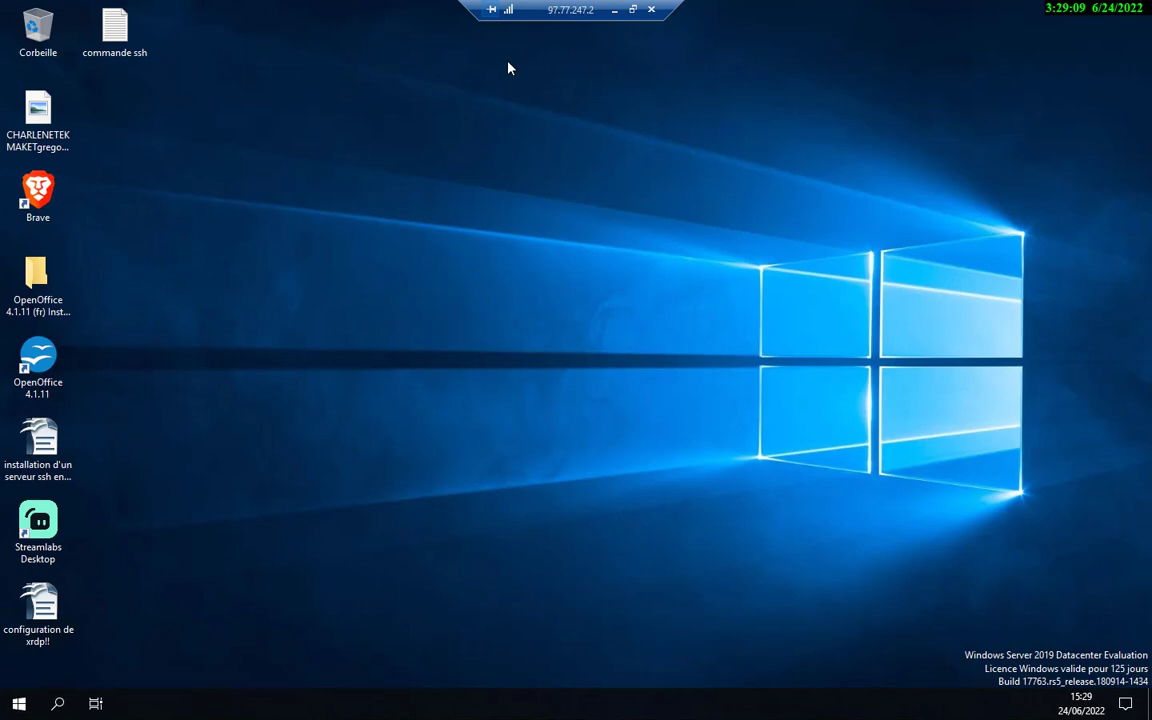 97.77.247.2
3:29:09 6/24/2022
Corbeille
commande ssh
CHARLENETEK
MAKETgrego...
Brave
OpenOffice
4.1.11 (fr) Inst...
OpenOffice
4.1.11
installation d'un
serveur ssh en...
Streamlabs
Desktop
configuration de
xrdp!!
Windows Server 2019 Datacenter Evaluation
Licence Windows valide pour 125 jours
Build 17763.rs5_release.180914-1434
15:29
24/06/2022